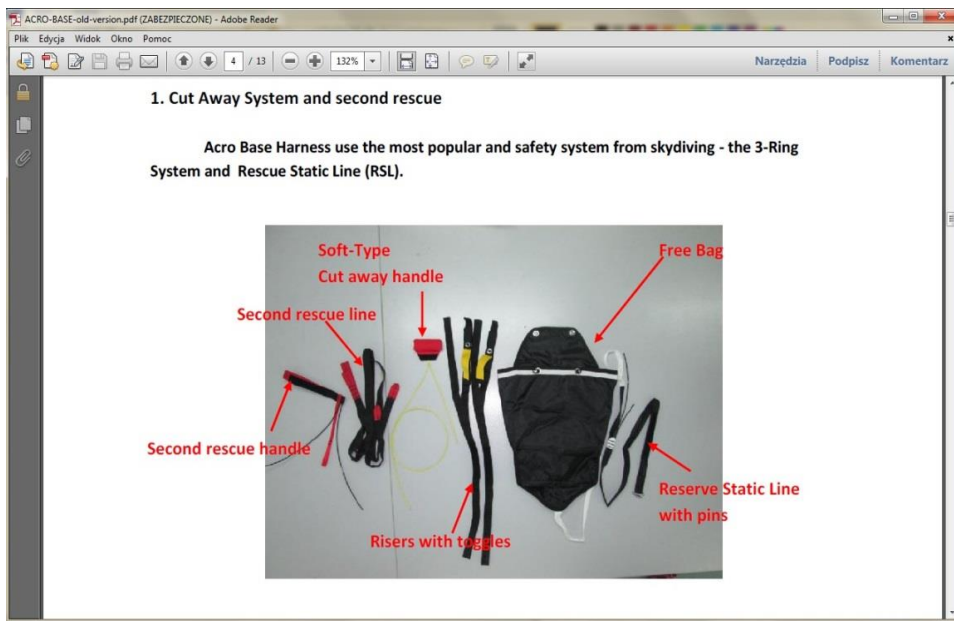 ACRO-BASE-old-version.pdf (ZABEZPIECZONE) - Adobe Reader
Plik Edycja Widok Okno Pomoc
4 / 13 132% Narzędzia Podpisz Komentarz
1. Cut Away System and second rescue
Acro Base Harness use the most popular and safety system from skydiving - the 3-Ring
System and Rescue Static Line (RSL).
Soft-Type
Cut away handle
Free Bag
Second rescue line
Second rescue handle
Reserve Static Line
with pins
Risers with toggles